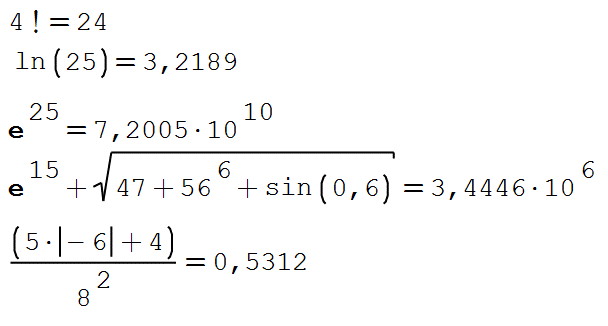 4!=24
ln(25)=3,2189
e^25=7,2005·10^10
e^15+√(47+56^6+sin(0,6))=3,4446·10^6
(5·|-6|+4)/8^2=0,5312